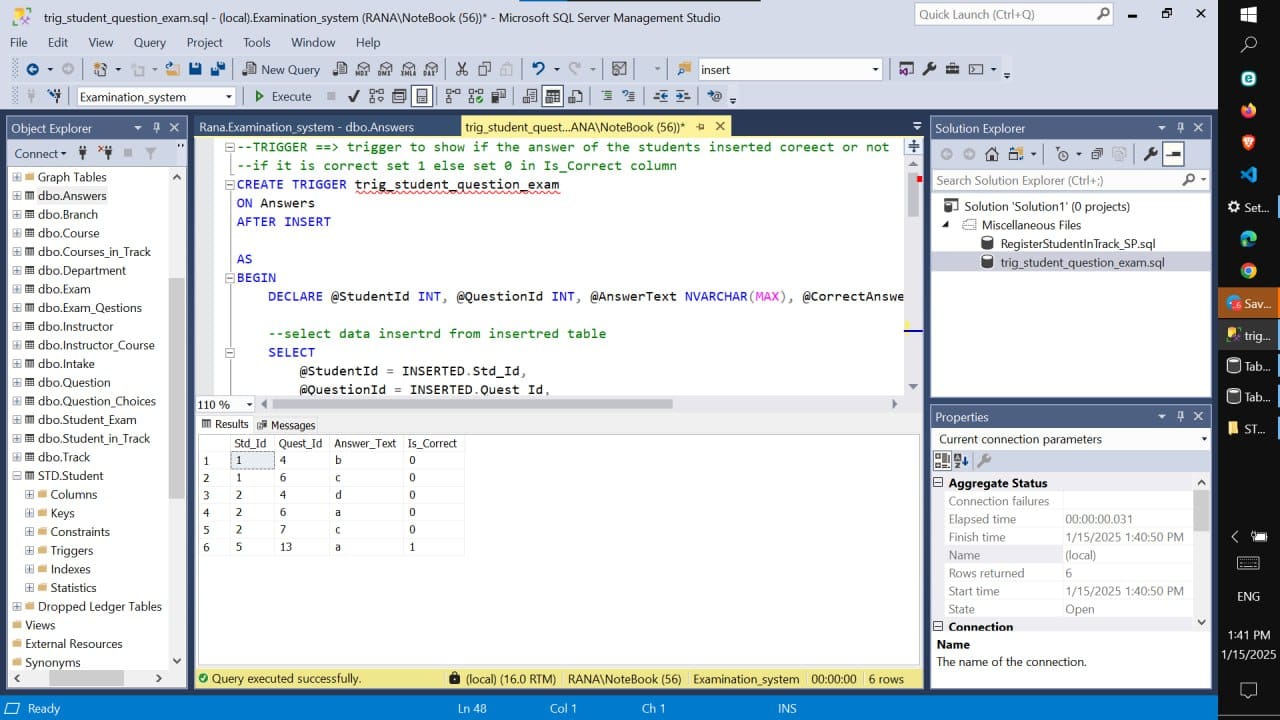 trig_student_question_exam.sql - (local).Examination_system (RANA\NoteBook (56))* - Microsoft SQL Server Management Studio
Quick Launch (Ctrl+Q)
File Edit View Query Project Tools Window Help
New Query
insert
Examination_system
Execute
Object Explorer
Connect
Graph Tables
dbo.Answers
dbo.Branch
dbo.Course
dbo.Courses_in_Track
dbo.Department
dbo.Exam
dbo.Exam_Qestions
dbo.Instructor
dbo.Instructor_Course
dbo.Intake
dbo.Question
dbo.Question_Choices
dbo.Student_Exam
dbo.Student_in_Track
dbo.Track
STD.Student
Columns
Keys
Constraints
Triggers
Indexes
Statistics
Dropped Ledger Tables
Views
External Resources
Synonyms
Rana.Examination_system - dbo.Answers
trig_student_quest...ANA\NoteBook (56))*
--TRIGGER ==> trigger to show if the answer of the students inserted coreect or not
--if it is correct set 1 else set 0 in Is_Correct column
CREATE TRIGGER trig_student_question_exam
ON Answers
AFTER INSERT
AS
BEGIN
DECLARE @StudentId INT, @QuestionId INT, @AnswerText NVARCHAR(MAX), @CorrectAnswe
--select data insertrd from insertred table
SELECT
@StudentId = INSERTED.Std_Id,
@QuestionId = INSERTED.Quest_Id,
110 %
Results Messages
Std_Id Quest_Id Answer_Text Is_Correct
1 1 4 b 0
2 1 6 c 0
3 2 4 d 0
4 2 6 a 0
5 2 7 c 0
6 5 13 a 1
Query executed successfully. (local) (16.0 RTM) RANA\NoteBook (56) Examination_system 00:00:00 6 rows
Solution Explorer
Search Solution Explorer (Ctrl+;)
Solution 'Solution1' (0 projects)
Miscellaneous Files
RegisterStudentInTrack_SP.sql
trig_student_question_exam.sql
Properties
Current connection parameters
Aggregate Status
Connection failures
Elapsed time 00:00:00.031
Finish time 1/15/2025 1:40:50 PM
Name (local)
Rows returned 6
Start time 1/15/2025 1:40:50 PM
State Open
Connection
Name
The name of the connection.
Ready Ln 48 Col 1 Ch 1 INS
Set...
Sav...
trig...
Tab...
Tab...
ST...
ENG
1:41 PM
1/15/2025